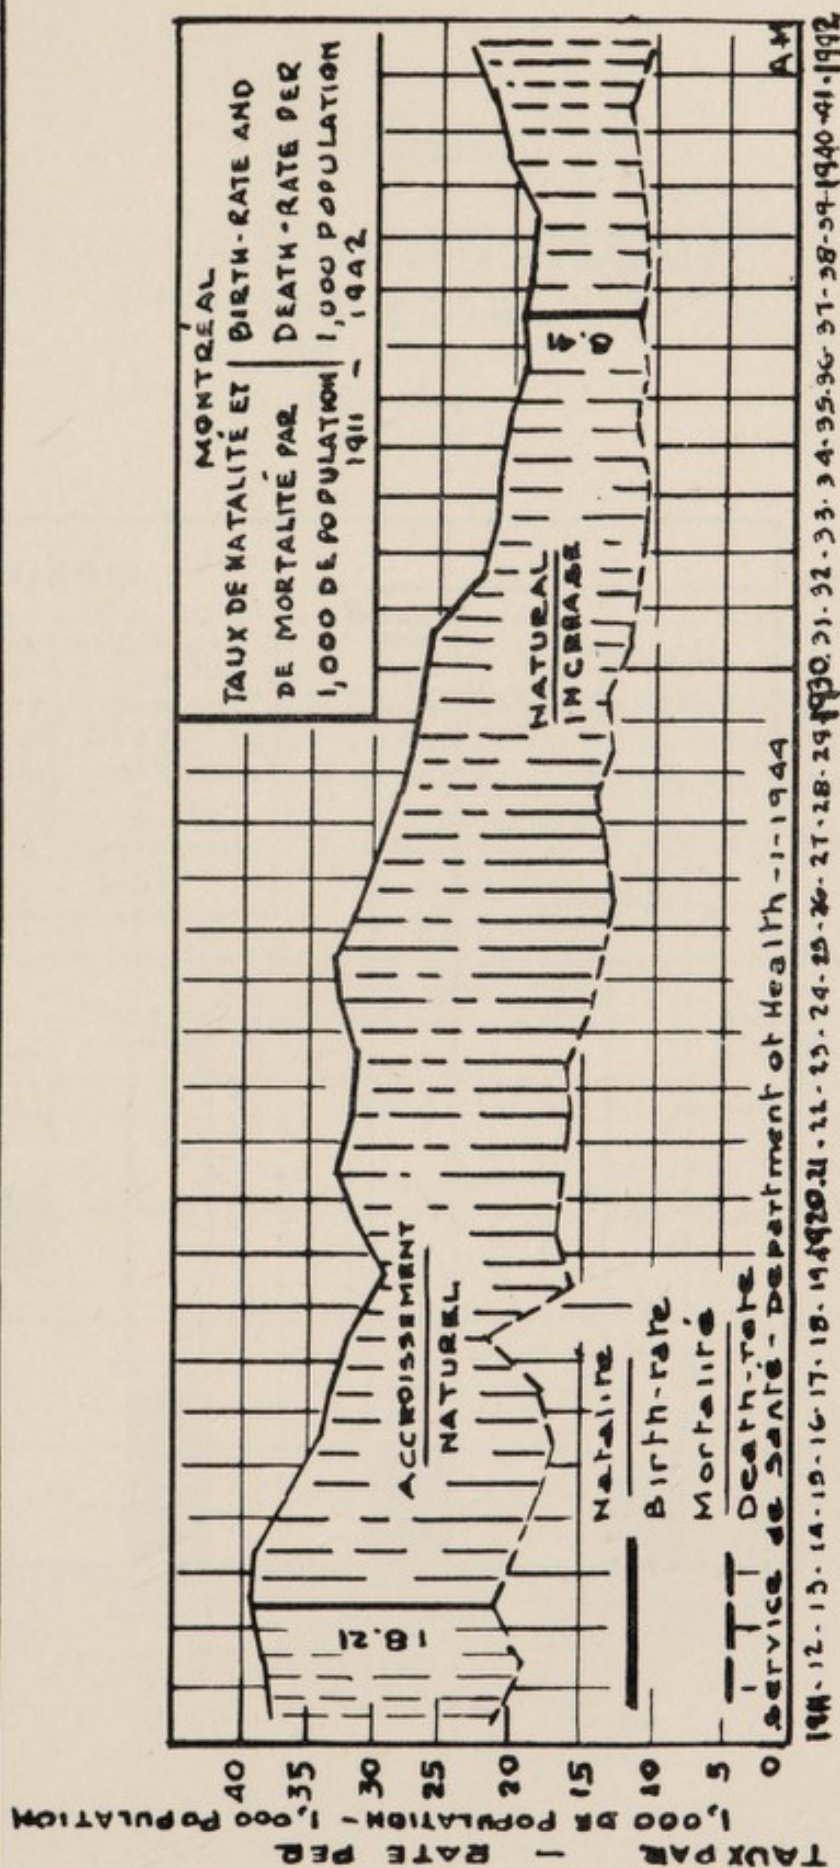 MONTRÉAL
TAUX DE NATALITÉ ET | BIRTH-RATE AND
DE MORTALITÉ PAR | DEATH-RATE PER
1,000 DE POPULATION | 1,000 POPULATION
1911 – 1942
A.H
ACCROISSEMENT
NATUREL
NATURAL
INCREASE
18.21
8.4
Natalité
Birth-rate
Mortalité
Death-rate
Service de Santé - Department of Health -1-1944
40
35
30
25
20
15
10
5
0
1911-12-13-14-15-16-17-18-19-1920.21-22-23-24-25-26-27-28-29-1930.31-32-33-34-35-36-37-38-39-1940-41-1942
TAUX PAR – RATE PER
1,000 DE POPULATION - 1,000 POPULATION